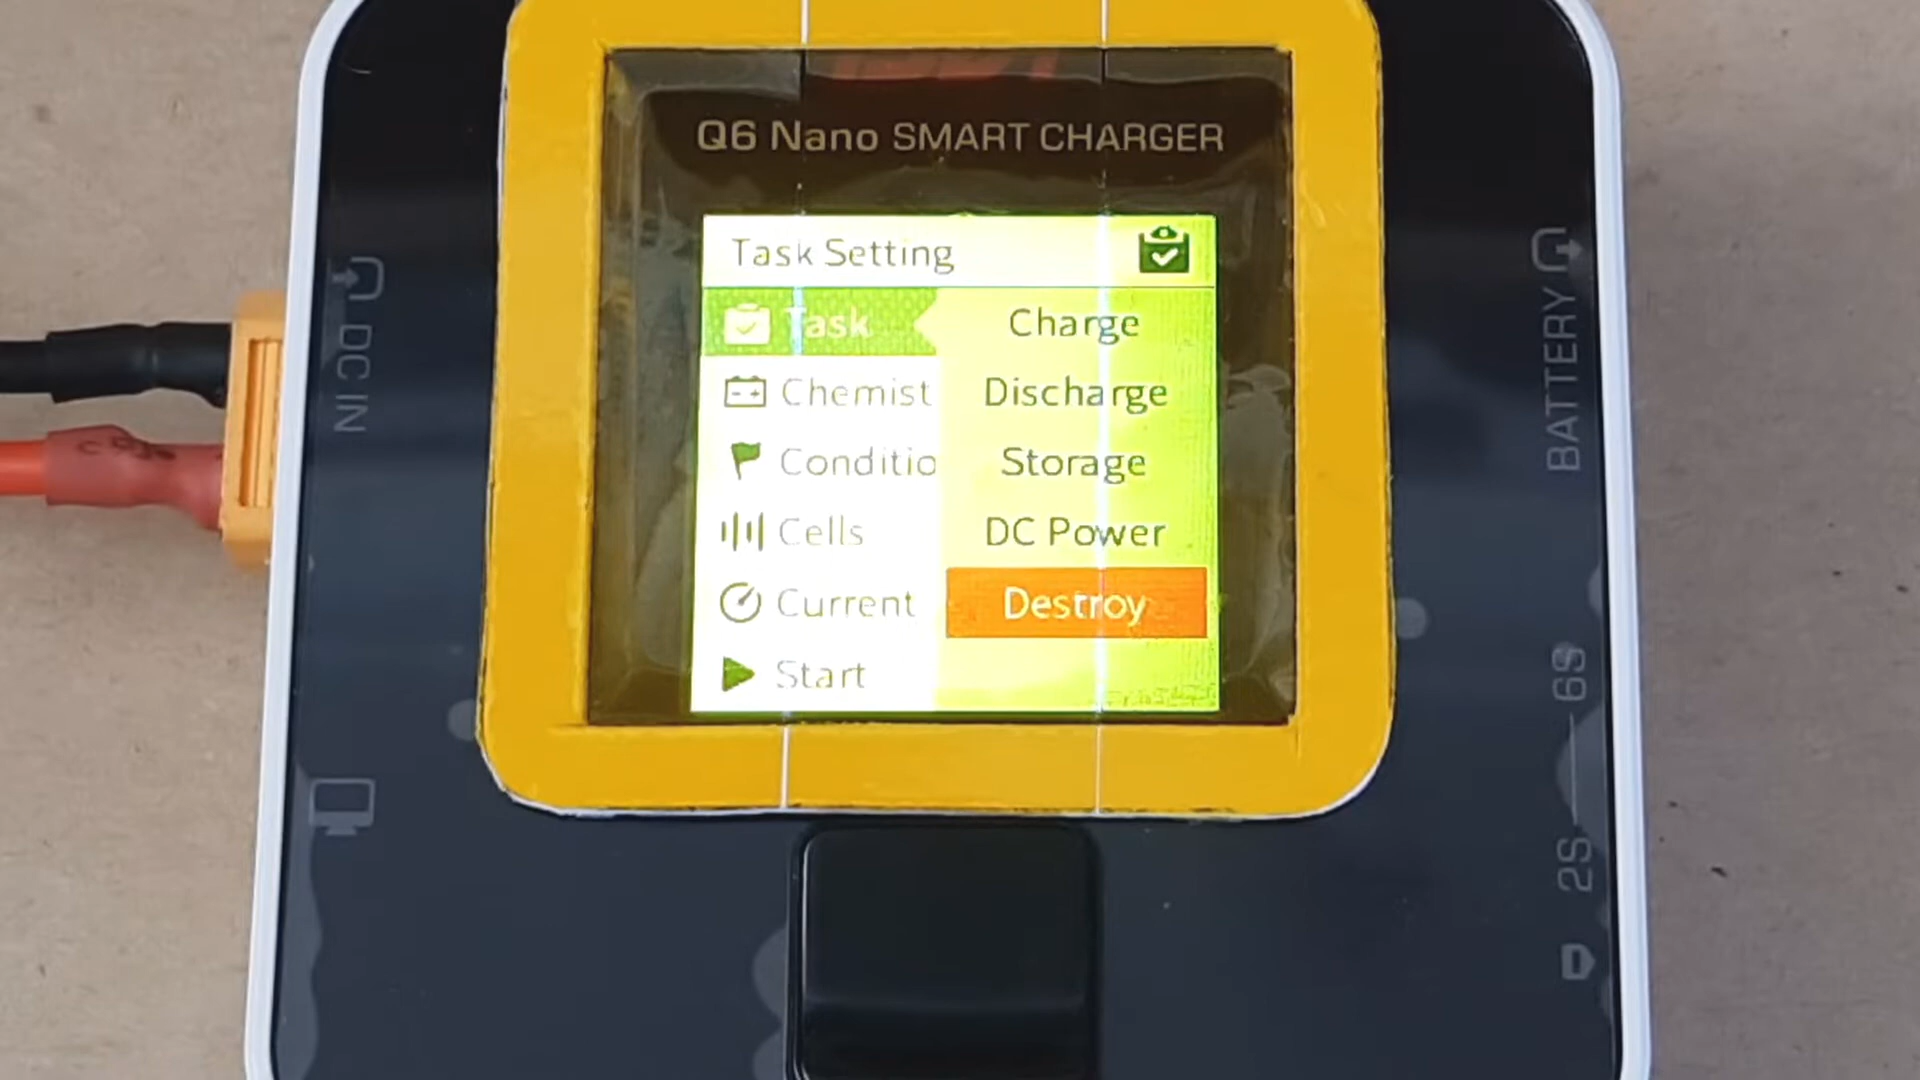 Q6 Nano SMART CHARGER
Task Setting
Task
Charge
Chemist
Discharge
Conditio
Storage
Cells
DC Power
Current
Destroy
Start
DC IN
BATTERY
2S — 6S